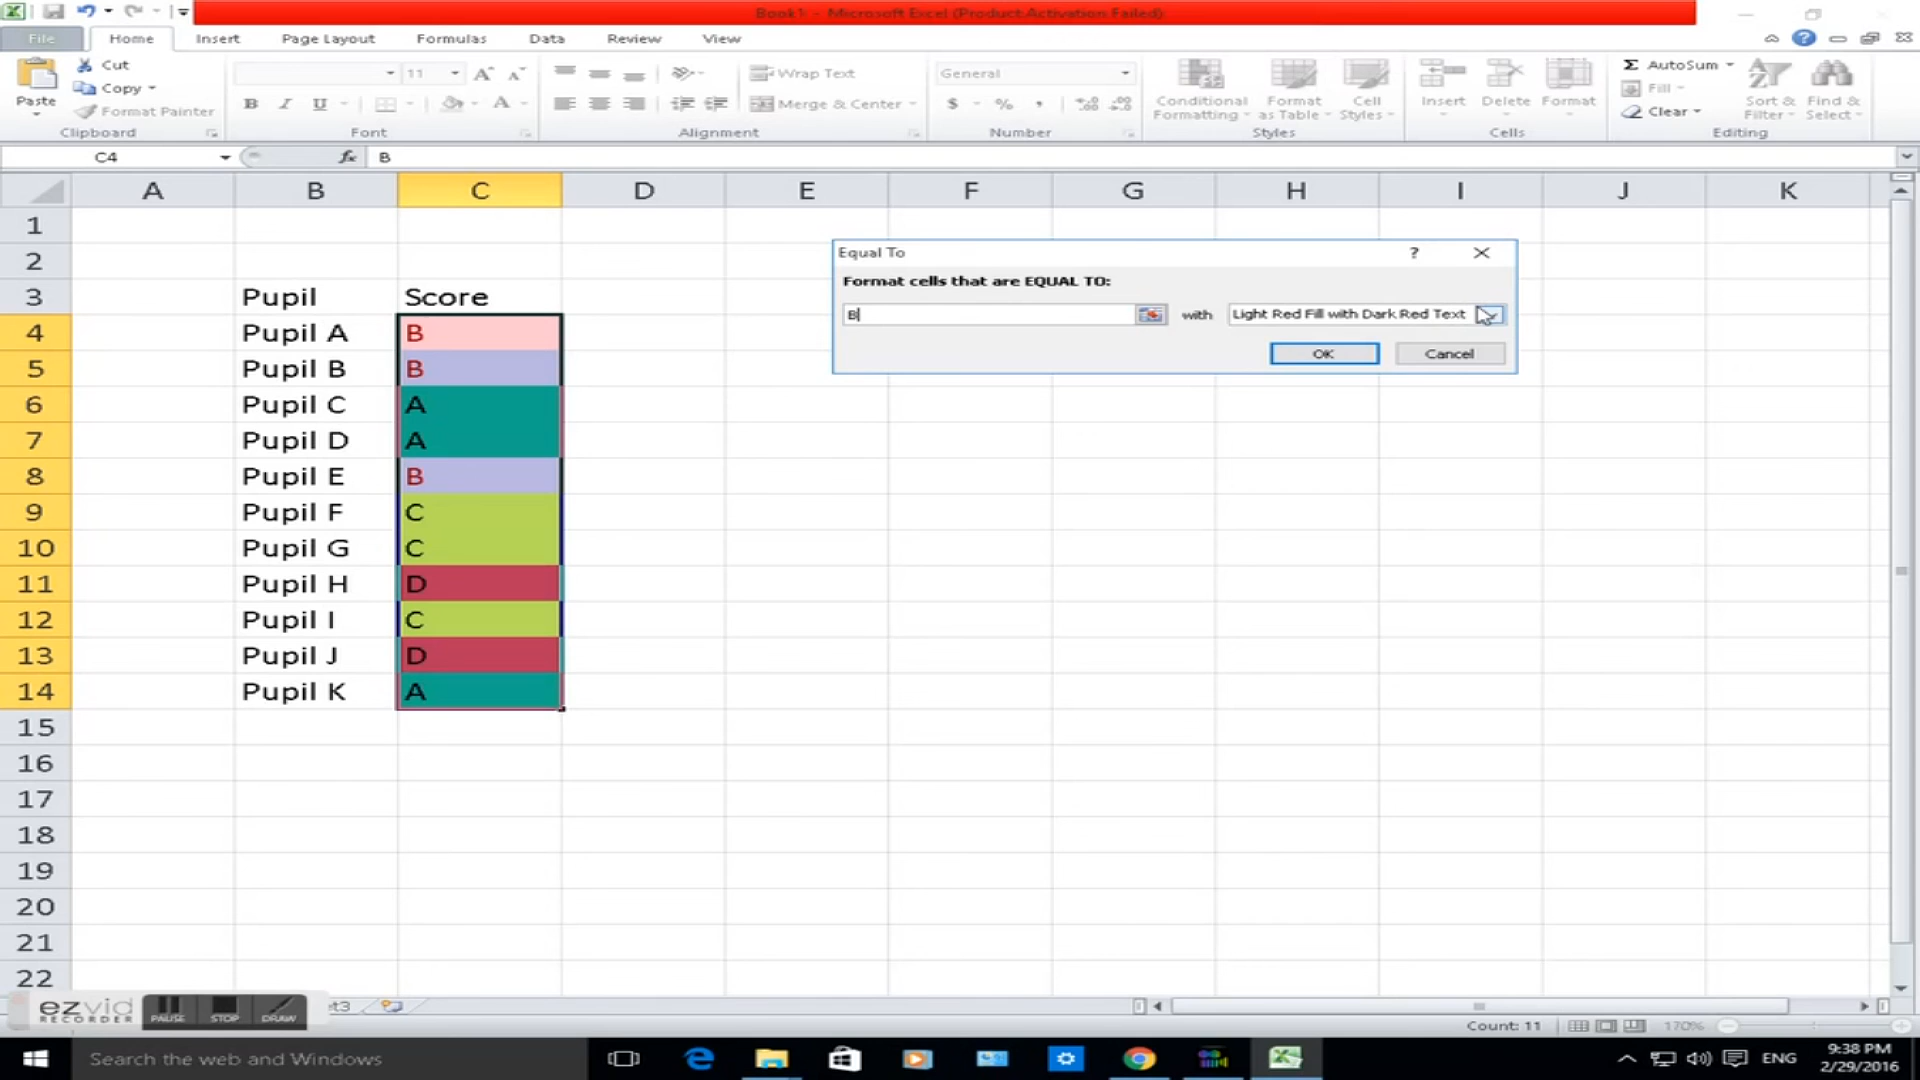 Book1 - Microsoft Excel (Product Activation Failed)
File Home Insert Page Layout Formulas Data Review View
Paste
Cut
Copy
Format Painter
Clipboard
11
B I U
Font
Wrap Text
Merge & Center
Alignment
General
$ % ,
Number
Conditional Formatting
Format as Table
Cell Styles
Styles
Insert
Delete
Format
Cells
Σ AutoSum
Fill
Clear
Sort & Filter
Find & Select
Editing
C4 fx B
A B C D E F G H I J K
1
2
3 Pupil Score
4 Pupil A B
5 Pupil B B
6 Pupil C A
7 Pupil D A
8 Pupil E B
9 Pupil F C
10 Pupil G C
11 Pupil H D
12 Pupil I C
13 Pupil J D
14 Pupil K A
15
16
17
18
19
20
21
22
Equal To ?
Format cells that are EQUAL TO:
B with Light Red Fill with Dark Red Text
OK Cancel
ezvid
RECORDER
PAUSE STOP DRAW
et3
Count: 11 170%
Search the web and Windows
ENG
9:38 PM
2/29/2016